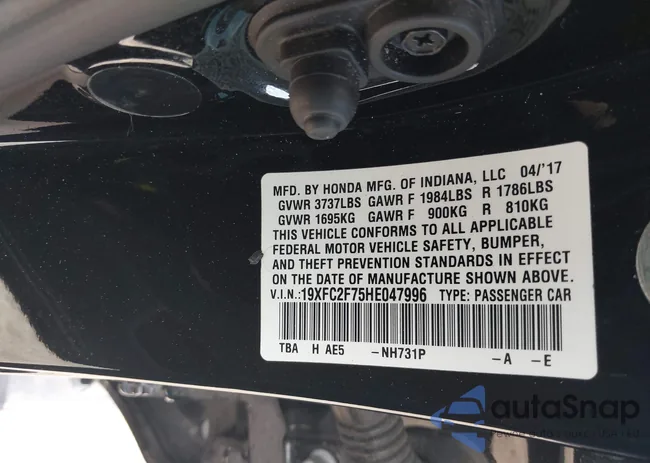 MFD. BY HONDA MFG. OF INDIANA, LLC 04/'17
GVWR 3737LBS GAWR F 1984LBS R 1786LBS
GVWR 1695KG GAWR F 900KG R 810KG
THIS VEHICLE CONFORMS TO ALL APPLICABLE
FEDERAL MOTOR VEHICLE SAFETY, BUMPER,
AND THEFT PREVENTION STANDARDS IN EFFECT
ON THE DATE OF MANUFACTURE SHOWN ABOVE.
V.I.N.:19XFC2F75HE047996 TYPE: PASSENGER CAR
TBA H AE5 -NH731P -A -E
autaSnap